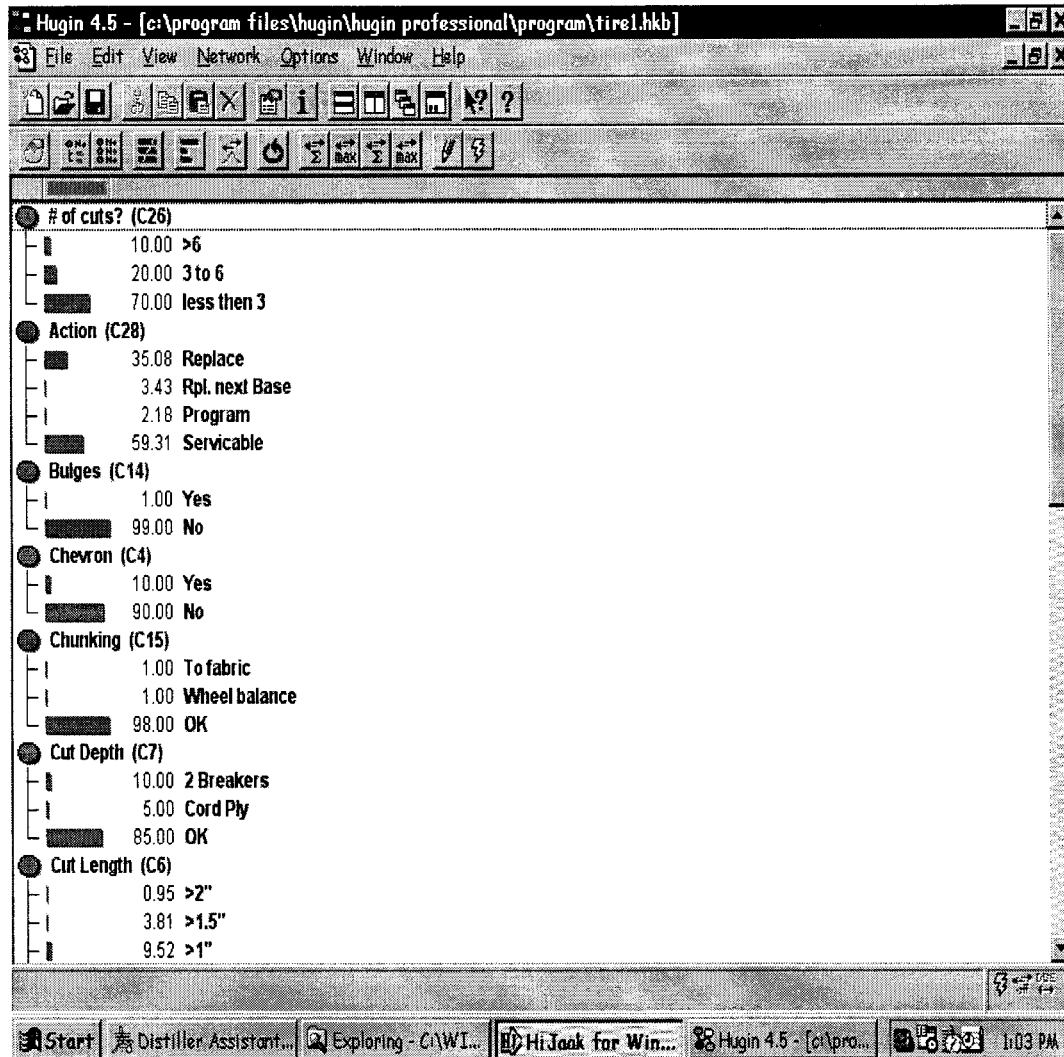 Hugin 4.5 - [c:\program files\hugin\hugin professional\program\tire1.hkb]
File Edit View Network Options Window Help
# of cuts? (C26)
10.00 >6
20.00 3 to 6
70.00 less then 3
Action (C28)
35.08 Replace
3.43 Rpl. next Base
2.18 Program
59.31 Servicable
Bulges (C14)
1.00 Yes
99.00 No
Chevron (C4)
10.00 Yes
90.00 No
Chunking (C15)
1.00 To fabric
1.00 Wheel balance
98.00 OK
Cut Depth (C7)
10.00 2 Breakers
5.00 Cord Ply
85.00 OK
Cut Length (C6)
0.95 >2"
3.81 >1.5"
9.52 >1"
Start Distiller Assistant... Exploring - C:\WI... HiJaak for Win... Hugin 4.5 - [c:\pro... 1:03 PM